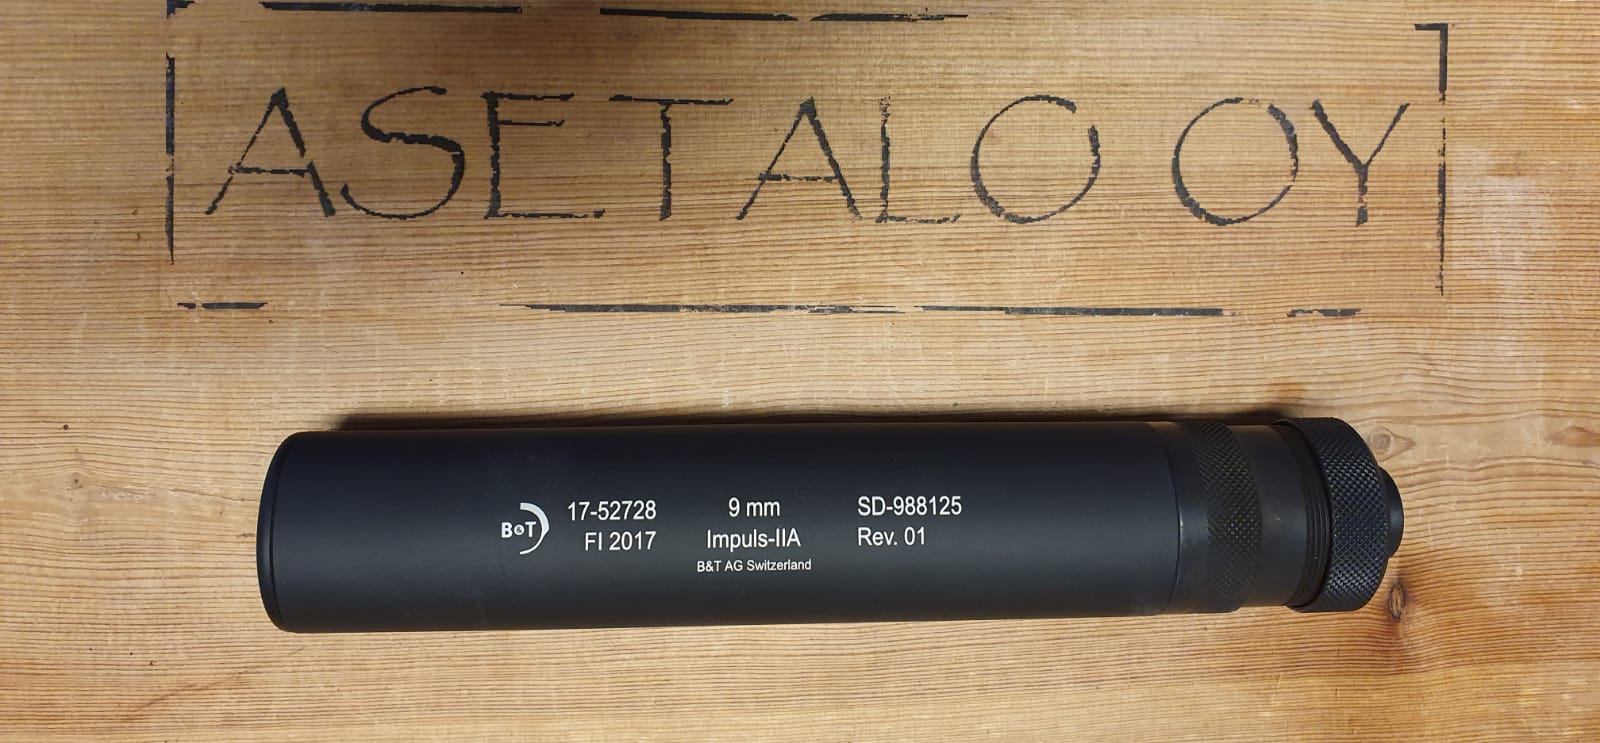 ASETALO OY
B&T
17-52728
FI 2017
9 mm
Impuls-IIA
B&T AG Switzerland
SD-988125
Rev. 01